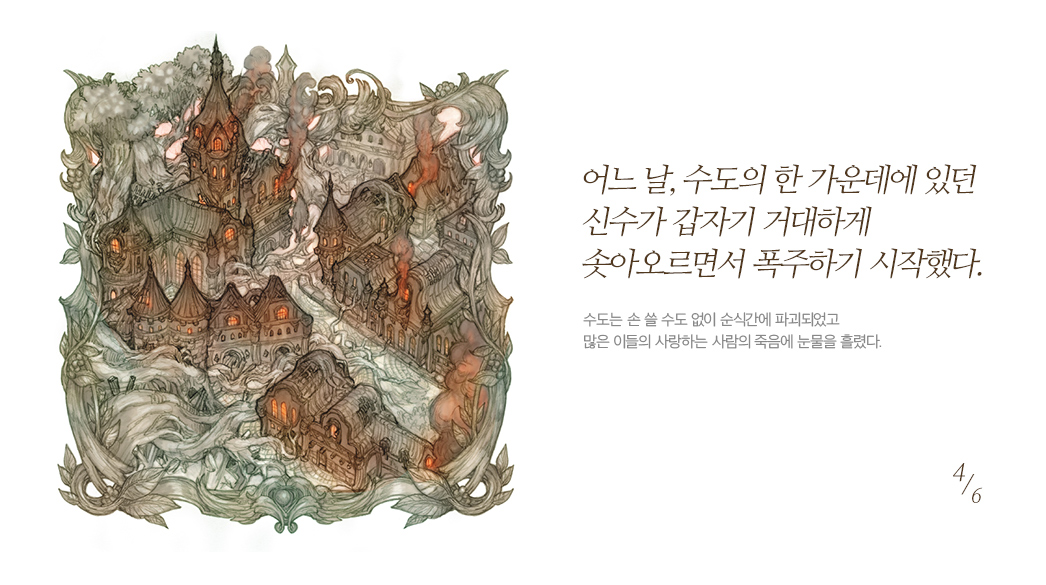 어느 날, 수도의 한 가운데에 있던
신수가 갑자기 거대하게
솟아오르면서 폭주하기 시작했다.
수도는 손 쓸 수도 없이 순식간에 파괴되었고
많은 이들의 사랑하는 사람의 죽음에 눈물을 흘렸다.
4/6